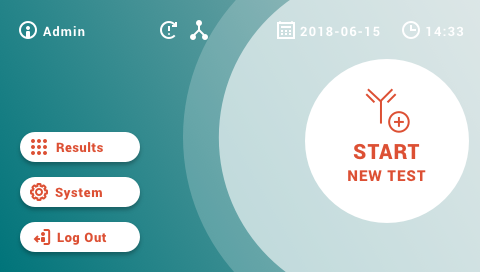 Admin
2018-06-15
14:33
START
NEW TEST
Results
System
Log Out